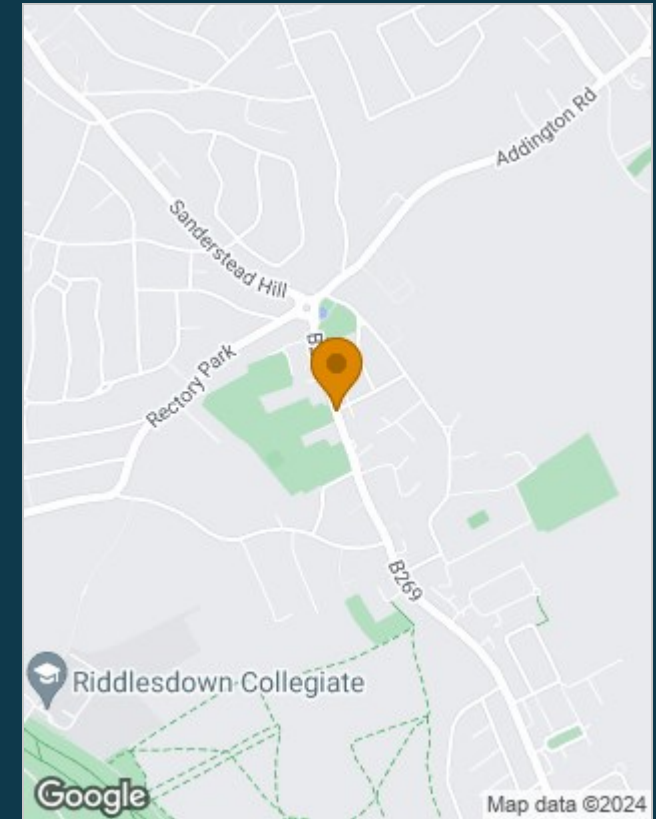 Addington Rd
Sanderstead Hill
B
Rectory Park
B269
Riddlesdown Collegiate
Google
Map data ©2024